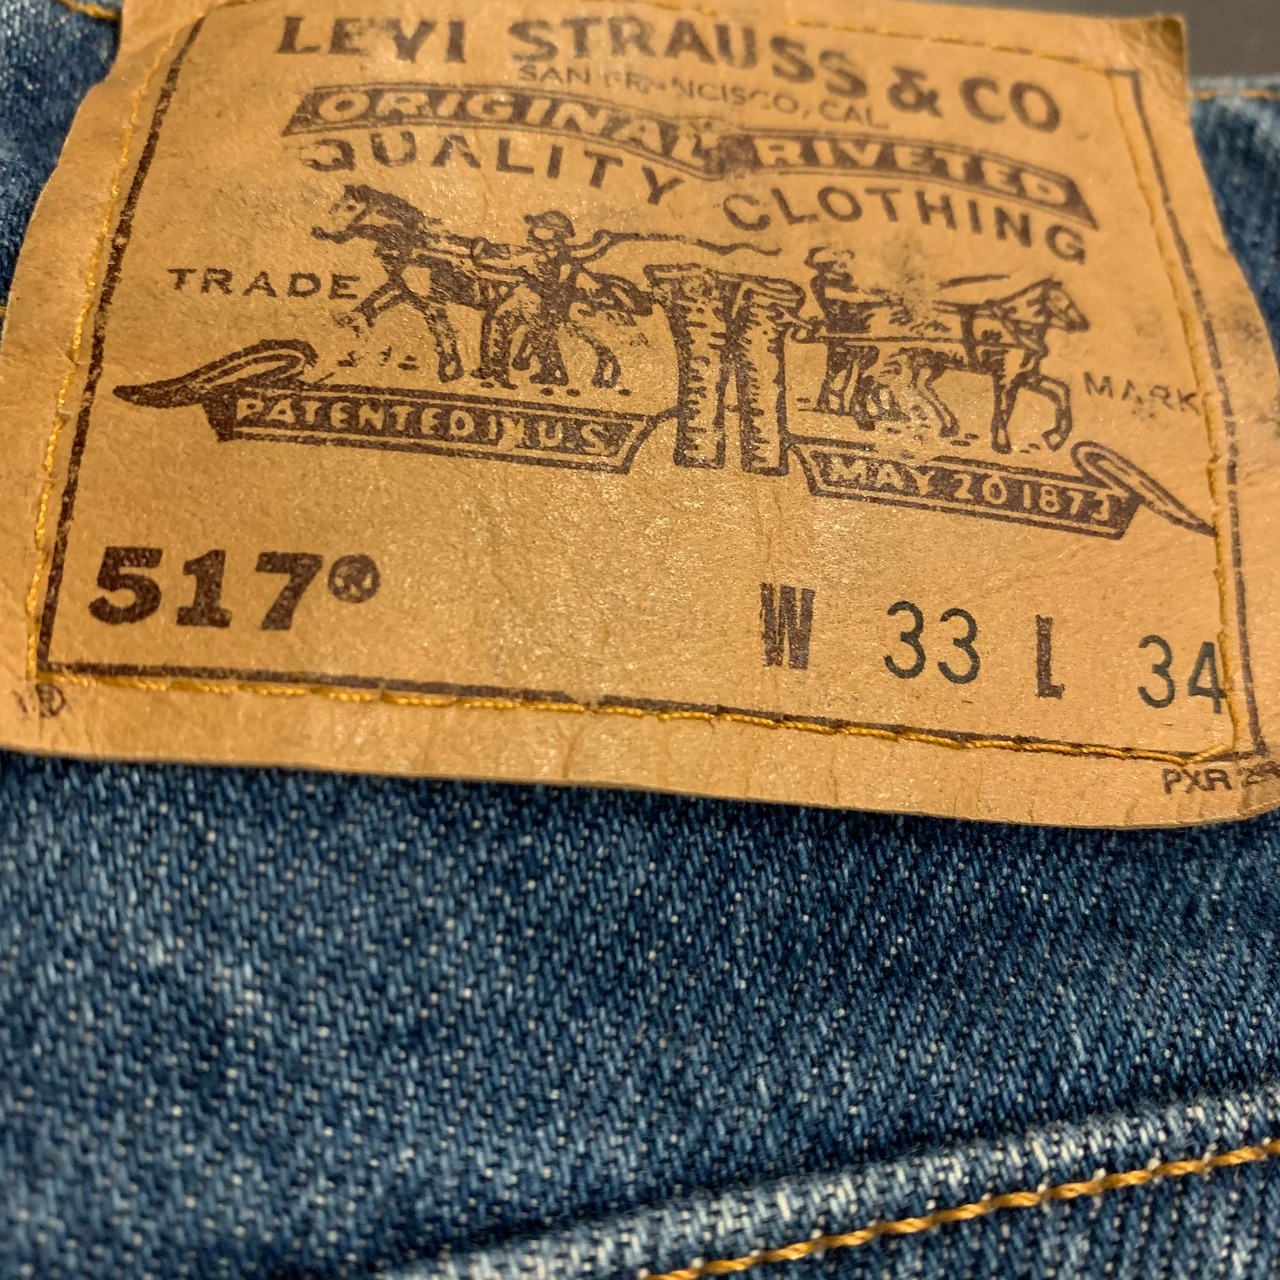 LEVI STRAUSS & CO
SAN FRANCISCO, CAL.
ORIGINAL RIVETED
QUALITY CLOTHING
TRADE MARK
PATENTED IN U.S. MAY 20 1873
517® W 33 L 34
®
PXR